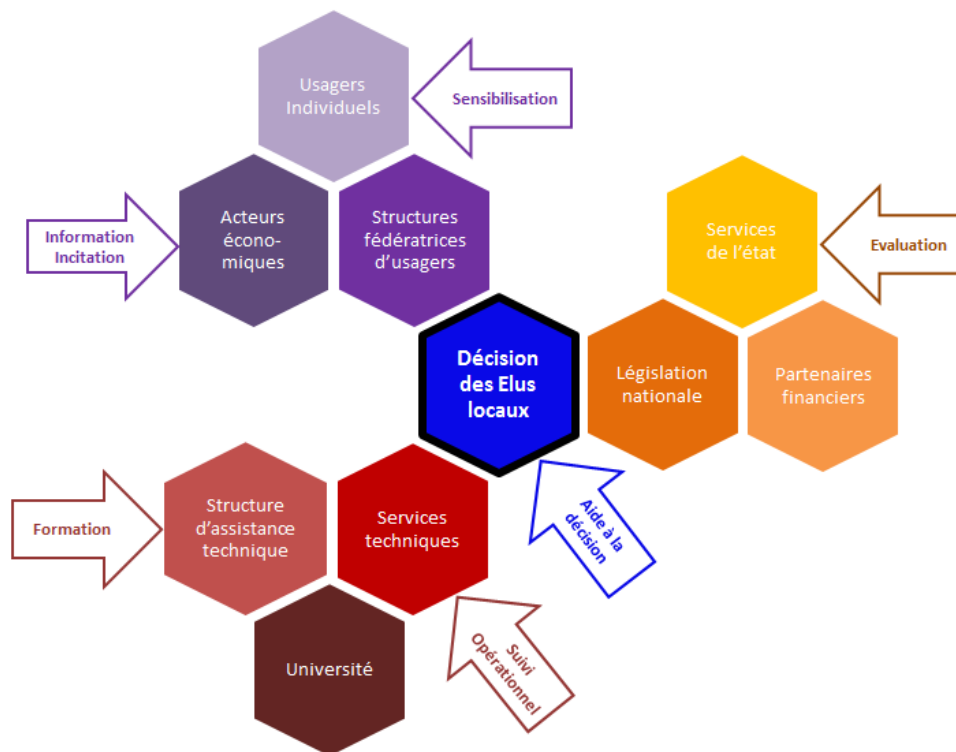 Usagers
Individuels
Sensibilisation
Acteurs
écono-
miques
Structures
fédératrices
d'usagers
Information
Incitation
Services
de l'état
Evaluation
Décision
des Elus
locaux
Législation
nationale
Partenaires
financiers
Formation
Structure
d'assistance
technique
Services
techniques
Aide à la
décision
Université
Suivi
Opérationnel